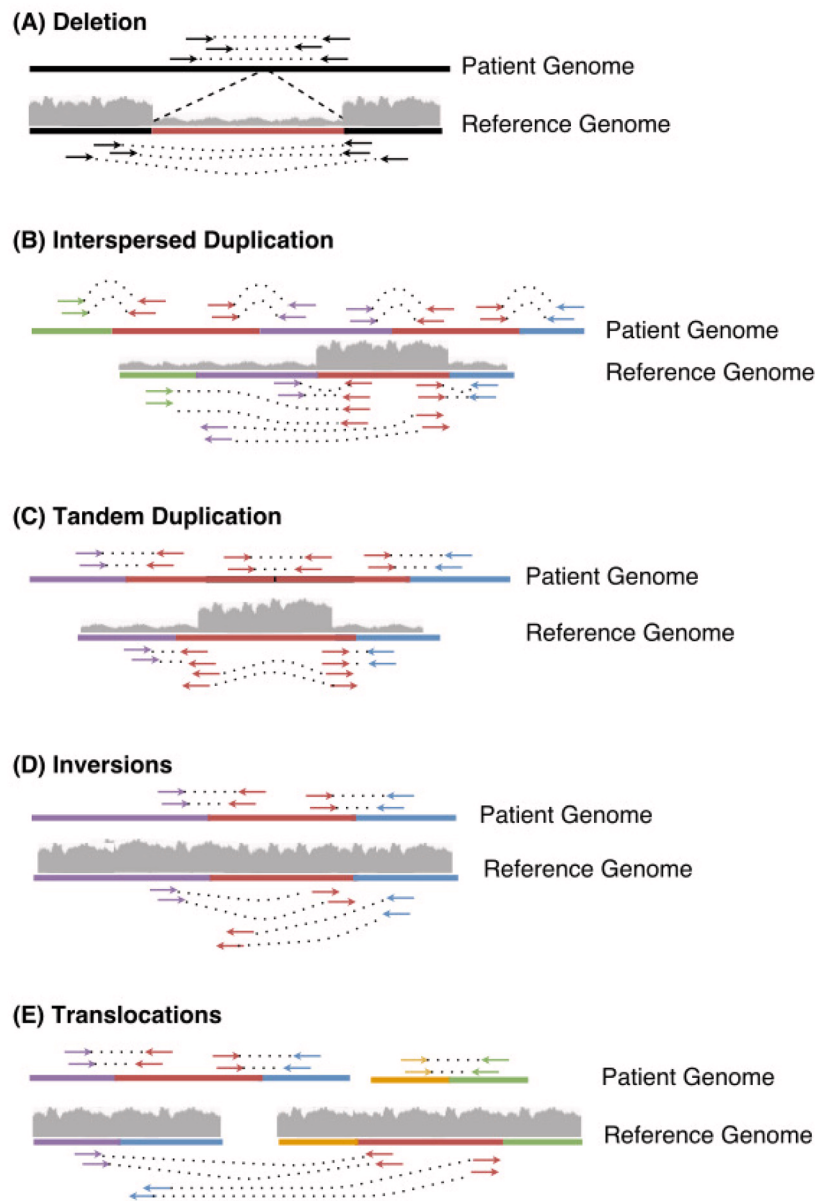 (A) Deletion
Patient Genome
Reference Genome
(B) Interspersed Duplication
Patient Genome
Reference Genome
(C) Tandem Duplication
Patient Genome
Reference Genome
(D) Inversions
Patient Genome
Reference Genome
(E) Translocations
Patient Genome
Reference Genome